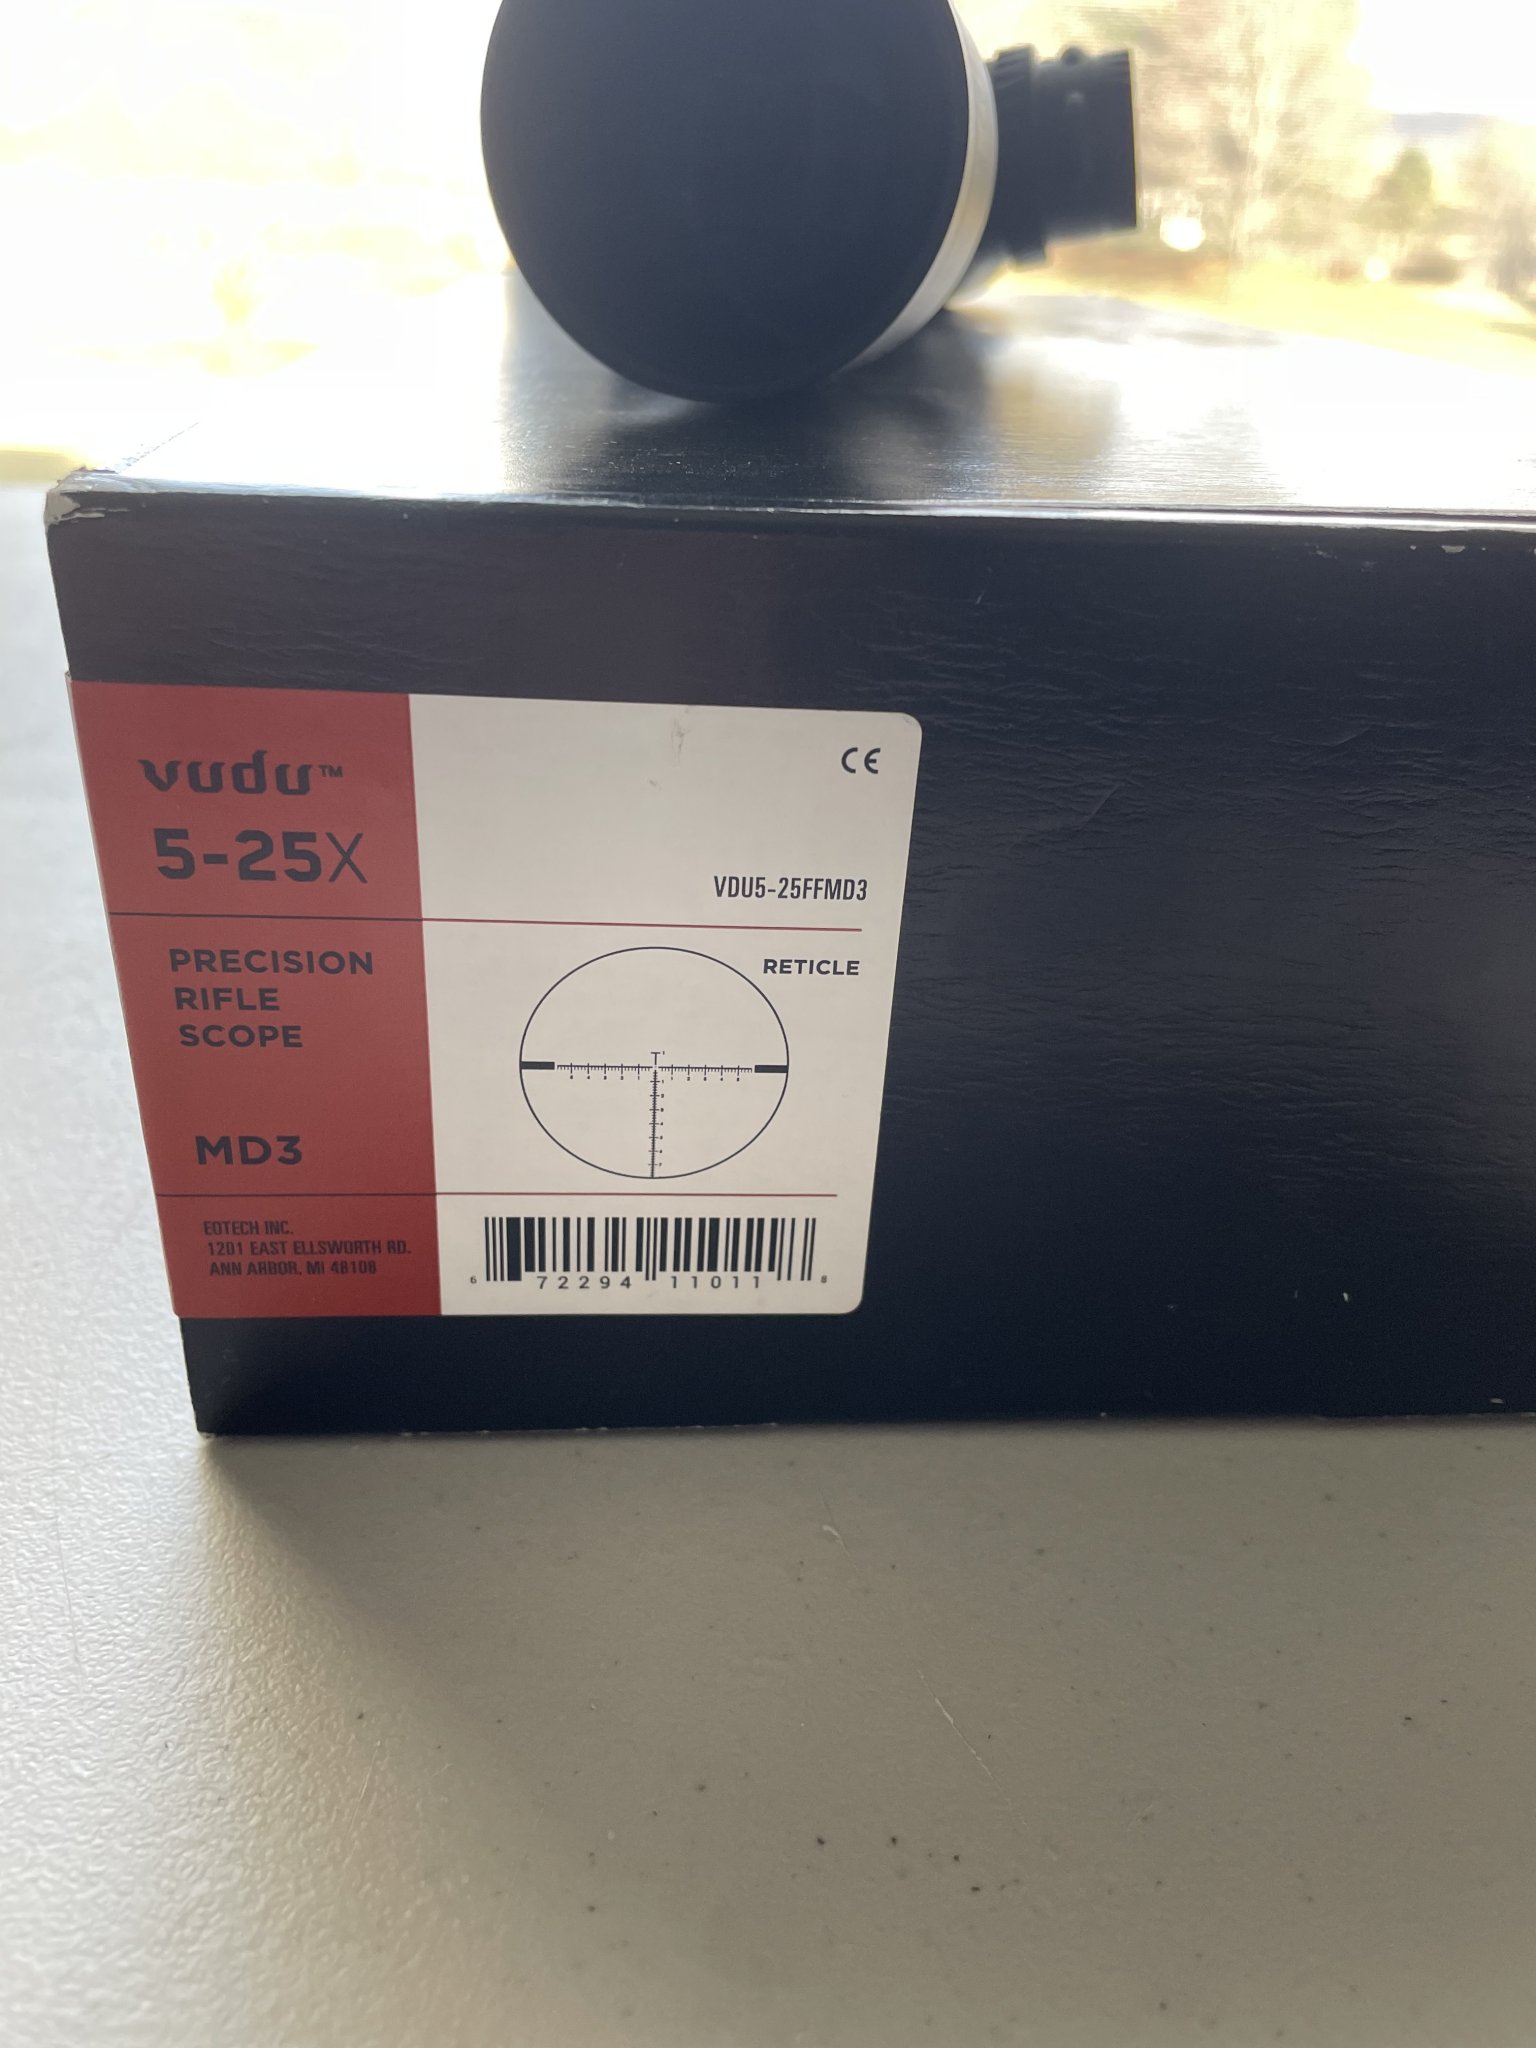 vudu™
5-25X
PRECISION
RIFLE
SCOPE
MD3
EOTECH INC.
1201 EAST ELLSWORTH RD.
ANN ARBOR, MI 48108
CE
VDU5-25FFMD3
RETICLE
6 72294 11011 8